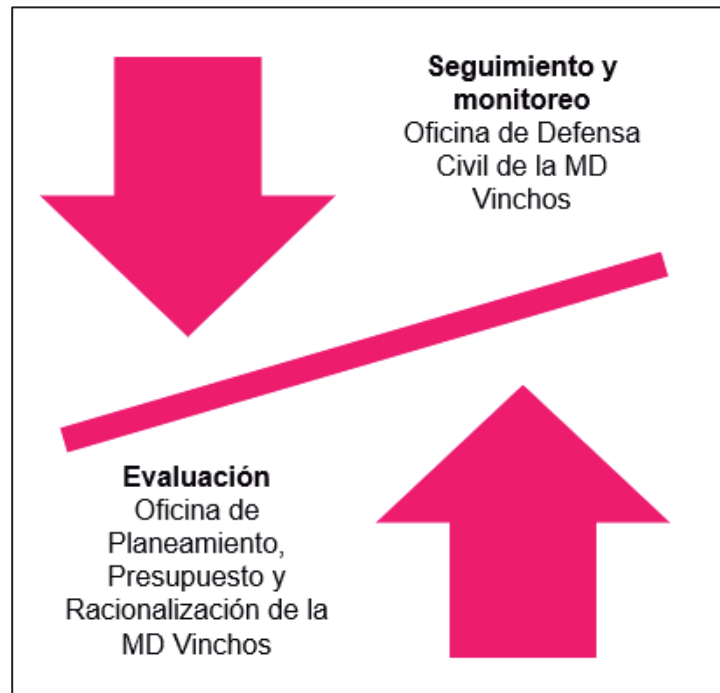 Seguimiento y
monitoreo
Oficina de Defensa
Civil de la MD
Vinchos
Evaluación
Oficina de
Planeamiento,
Presupuesto y
Racionalización de la
MD Vinchos